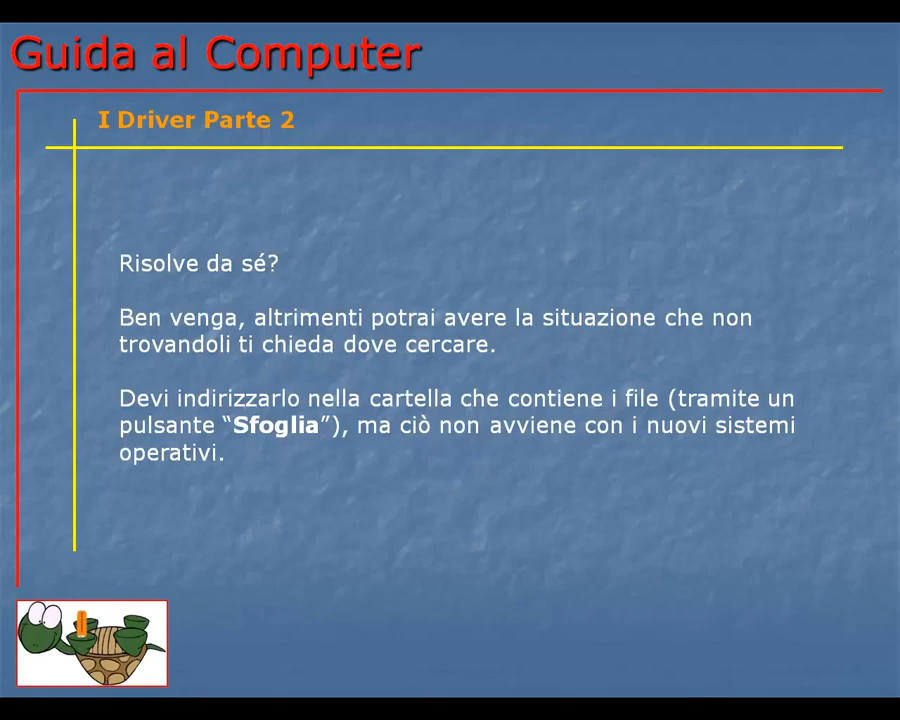 Guida al Computer
I Driver Parte 2
Risolve da sé?
Ben venga, altrimenti potrai avere la situazione che non
trovandoli ti chieda dove cercare.
Devi indirizzarlo nella cartella che contiene i file (tramite un
pulsante “Sfoglia”), ma ciò non avviene con i nuovi sistemi
operativi.